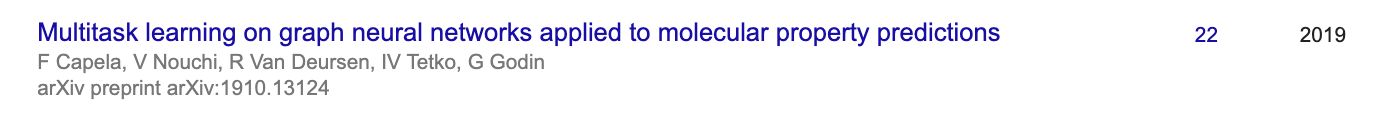 Multitask learning on graph neural networks applied to molecular property predictions 22 2019
F Capela, V Nouchi, R Van Deursen, IV Tetko, G Godin
arXiv preprint arXiv:1910.13124